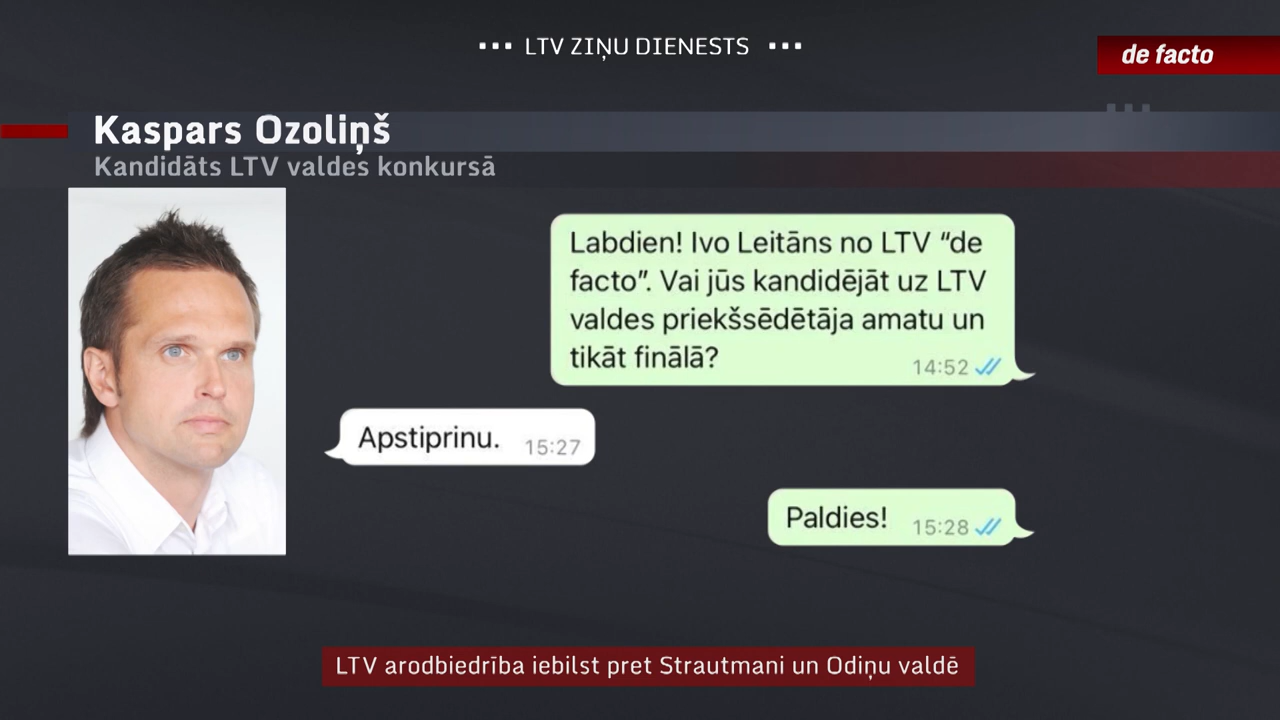 LTV ZIŅU DIENESTS
de facto
Kaspars Ozoliņš
Kandidāts LTV valdes konkursā
Labdien! Ivo Leitāns no LTV “de
facto”. Vai jūs kandidējāt uz LTV
valdes priekšsēdētāja amatu un
tikāt finālā?
14:52
Apstiprinu.
15:27
Paldies!
15:28
LTV arodbiedrība iebilst pret Strautmani un Odiņu valdē